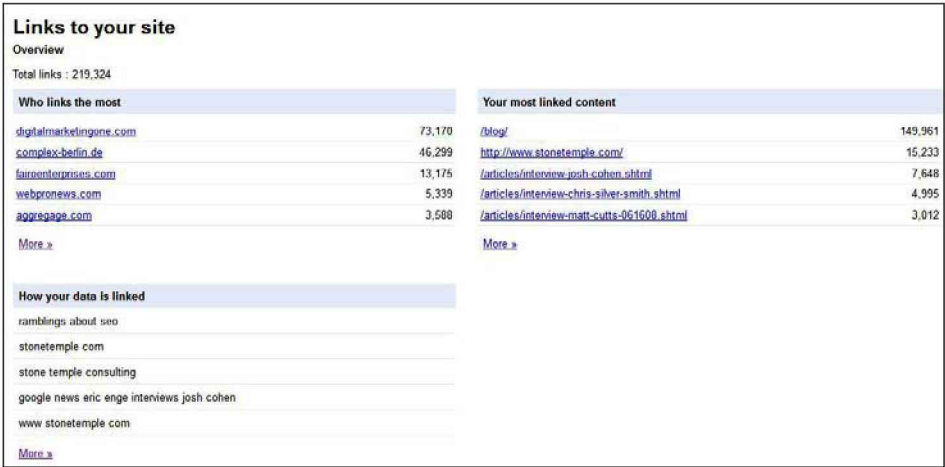 Links to your site
Overview
Total links : 219,324
Who links the most
digitalmarketingone.com 73,170
complex-berlin.de 46,299
fairoenterprises.com 13,175
webpronews.com 5,339
aggregage.com 3,588
More »
Your most linked content
/blog/ 149,961
http://www.stonetemple.com/ 15,233
/articles/interview-josh-cohen.shtml 7,648
/articles/interview-chris-silver-smith.shtml 4,995
/articles/interview-matt-cutts-061608.shtml 3,012
More »
How your data is linked
ramblings about seo
stonetemple com
stone temple consulting
google news eric enge interviews josh cohen
www stonetemple com
More »